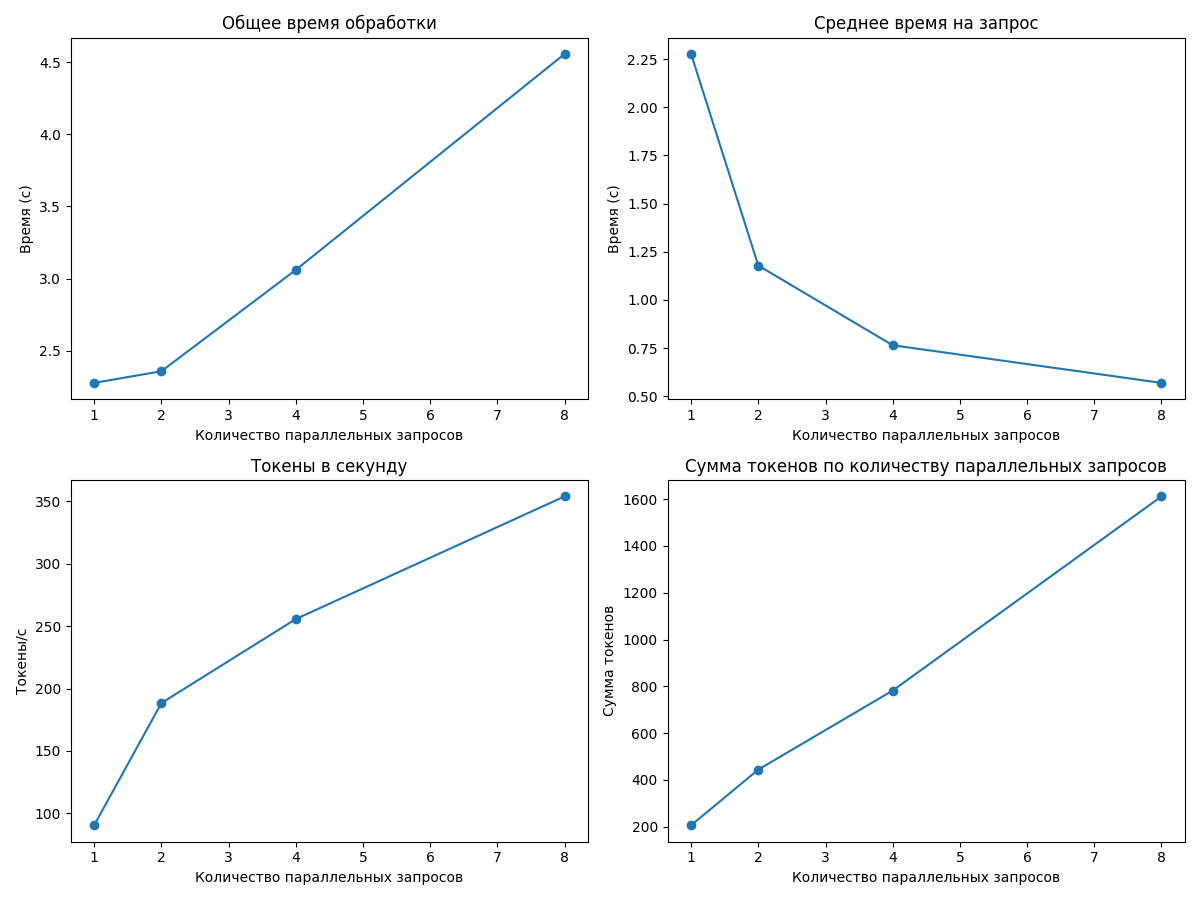 Общее время обработки
Время (с)
4.5
4.0
3.5
3.0
2.5
1 2 3 4 5 6 7 8
Количество параллельных запросов
Среднее время на запрос
Время (с)
2.25
2.00
1.75
1.50
1.25
1.00
0.75
0.50
1 2 3 4 5 6 7 8
Количество параллельных запросов
Токены в секунду
Токены/с
350
300
250
200
150
100
1 2 3 4 5 6 7 8
Количество параллельных запросов
Сумма токенов по количеству параллельных запросов
Сумма токенов
1600
1400
1200
1000
800
600
400
200
1 2 3 4 5 6 7 8
Количество параллельных запросов